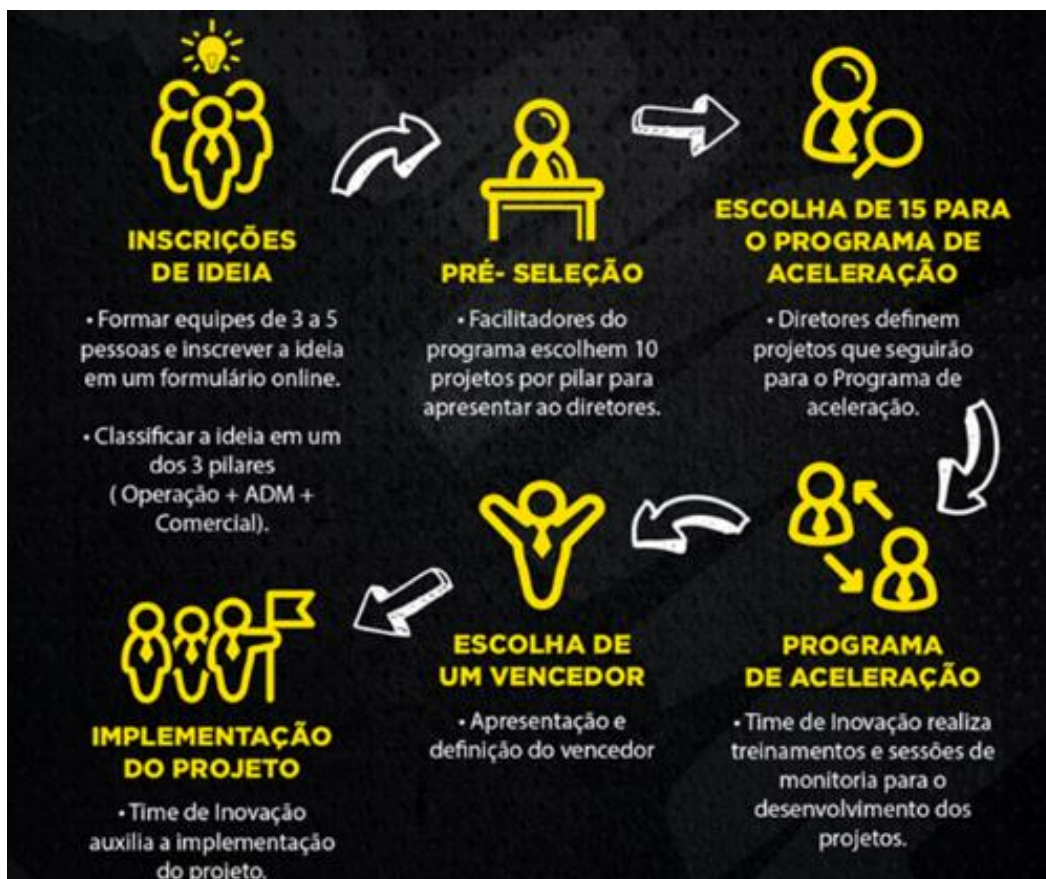 INSCRIÇÕES
DE IDEIA
• Formar equipes de 3 a 5
pessoas e inscrever a ideia
em um formulário online.
• Classificar a ideia em um
dos 3 pilares
( Operação + ADM +
Comercial).
PRÉ- SELEÇÃO
• Facilitadores do
programa escolhem 10
projetos por pilar para
apresentar ao diretores.
ESCOLHA DE 15 PARA
O PROGRAMA DE
ACELERAÇÃO
• Diretores definem
projetos que seguirão
para o Programa de
aceleração.
PROGRAMA
DE ACELERAÇÃO
• Time de Inovação realiza
treinamentos e sessões de
monitoria para o
desenvolvimento dos
projetos.
ESCOLHA DE
UM VENCEDOR
• Apresentação e
definição do vencedor
IMPLEMENTAÇÃO
DO PROJETO
• Time de Inovação
auxilia a implementação
do projeto.